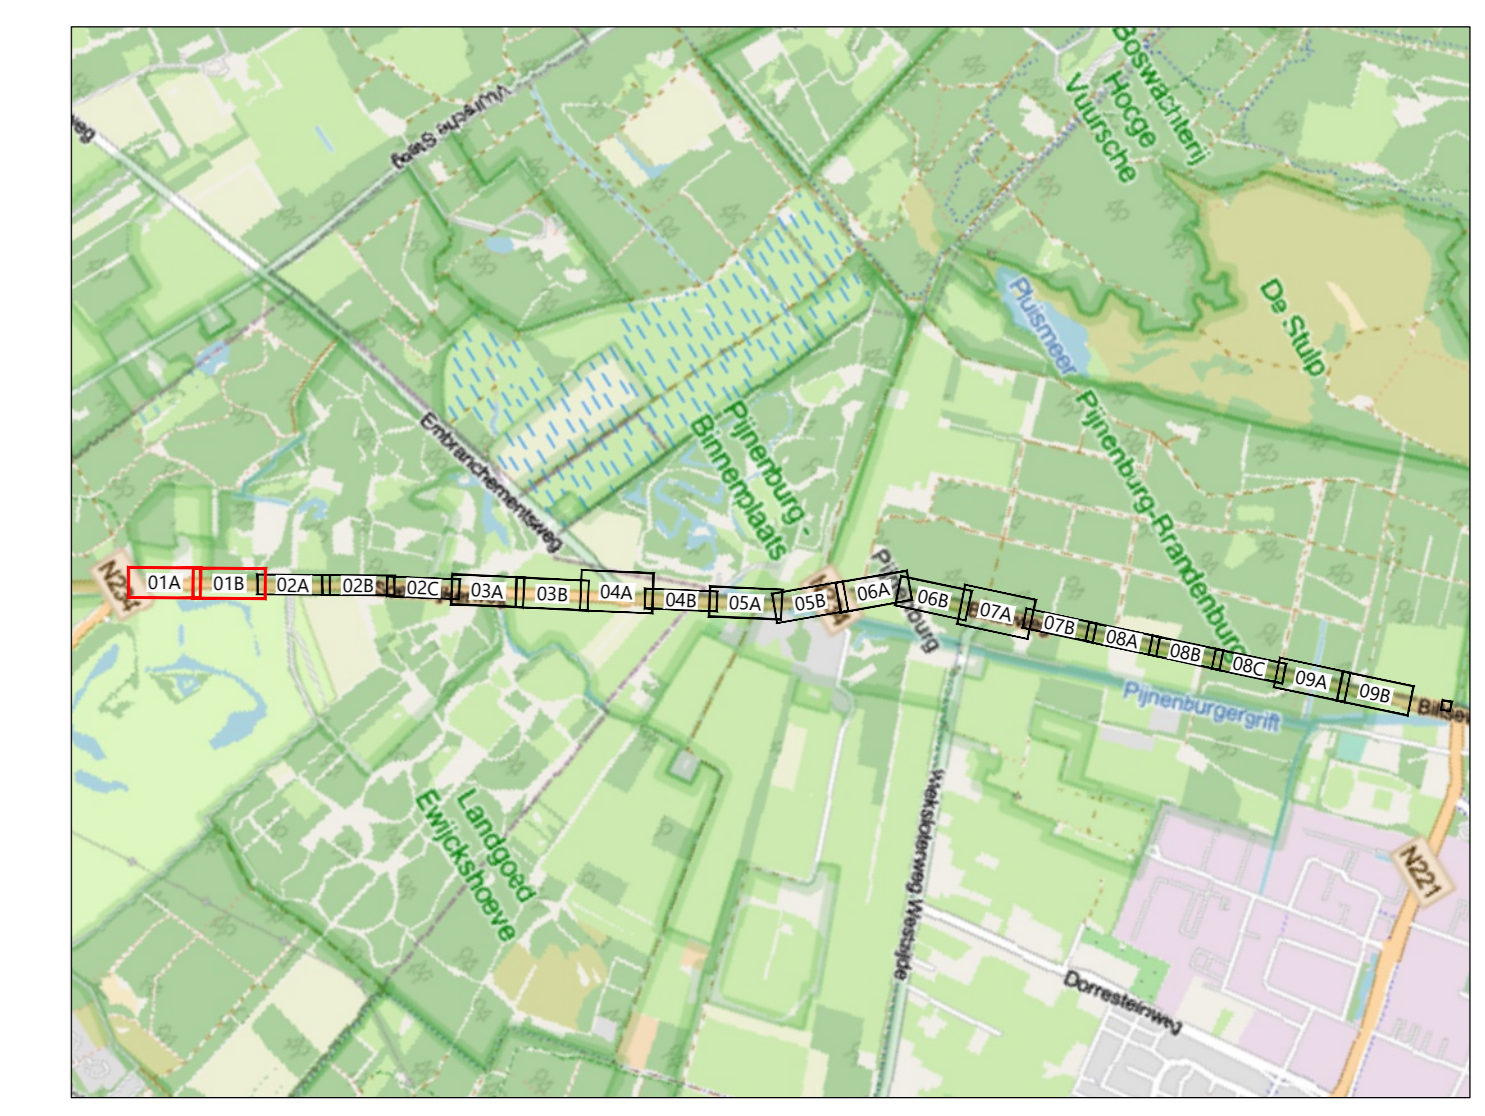 Boswachterij
Hooge
Vuursche
weg
Vuursche Steeg
De Stulp
Pluismeer
Embranchementsweg
Pijnenburg -
Binnenplaats
Pijnenburg-Brandenburg
N234
01A
01B
02A
02B
02C
03A
03B
04A
04B
05A
05B
06A
06B
07A
07B
08A
08B
08C
09A
09B
Pijnenburgergrift
Wieksloterweg Westzijde
Landgoed
Ewijckshoeve
N221
Dorresteinweg